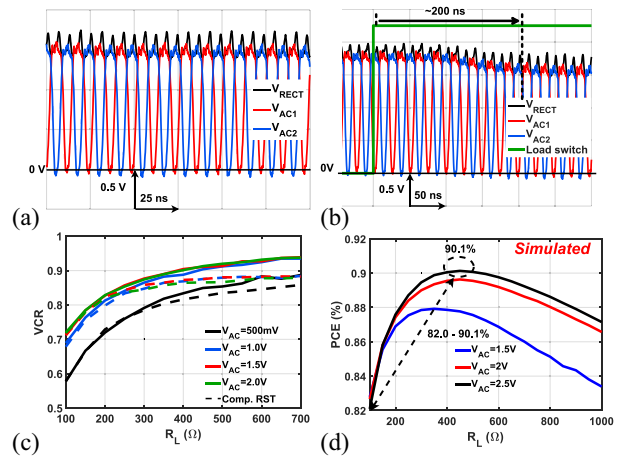 V_RECT
V_AC1
V_AC2
0 V
0.5 V
25 ns
(a)
~200 ns
V_RECT
V_AC1
V_AC2
Load switch
0V
0.5 V
50 ns
(b)
1
0.9
0.8
0.7
0.6
0.5
VCR
V_AC=500mV
V_AC=1.0V
V_AC=1.5V
V_AC=2.0V
Comp. RST
100 200 300 400 500 600 700
R_L (Ω)
(c)
0.92
0.9
0.88
0.86
0.84
0.82
PCE (%)
Simulated
90.1%
82.0 - 90.1%
V_AC=1.5V
V_AC=2V
V_AC=2.5V
200 400 600 800 1000
R_L (Ω)
(d)